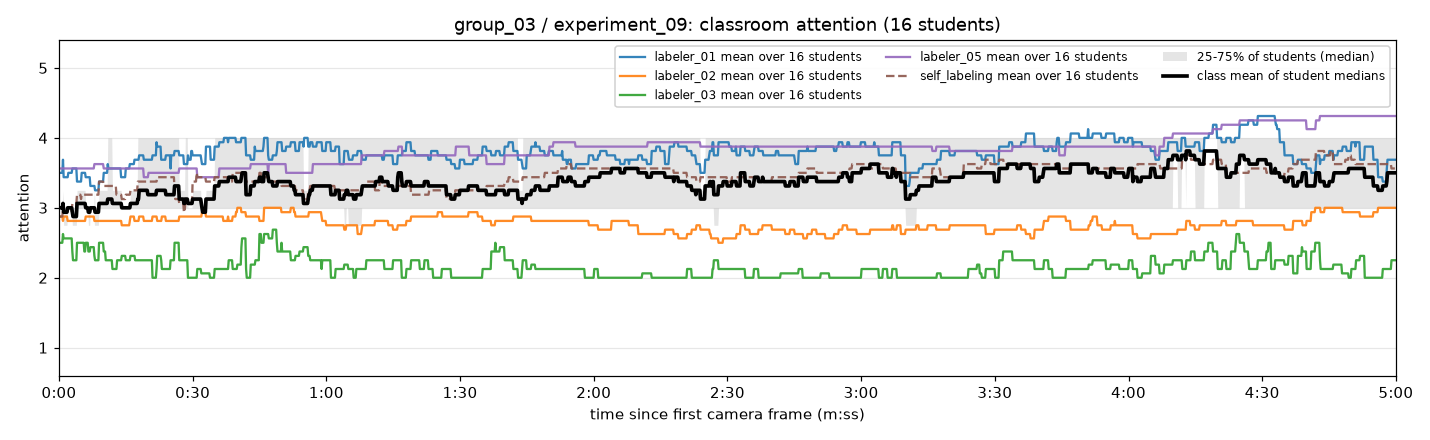 group_03 / experiment_09: classroom attention (16 students)
labeler_01 mean over 16 students
labeler_02 mean over 16 students
labeler_03 mean over 16 students
labeler_05 mean over 16 students
self_labeling mean over 16 students
25-75% of students (median)
class mean of student medians
attention
5
4
3
2
1
0:00 0:30 1:00 1:30 2:00 2:30 3:00 3:30 4:00 4:30 5:00
time since first camera frame (m:ss)